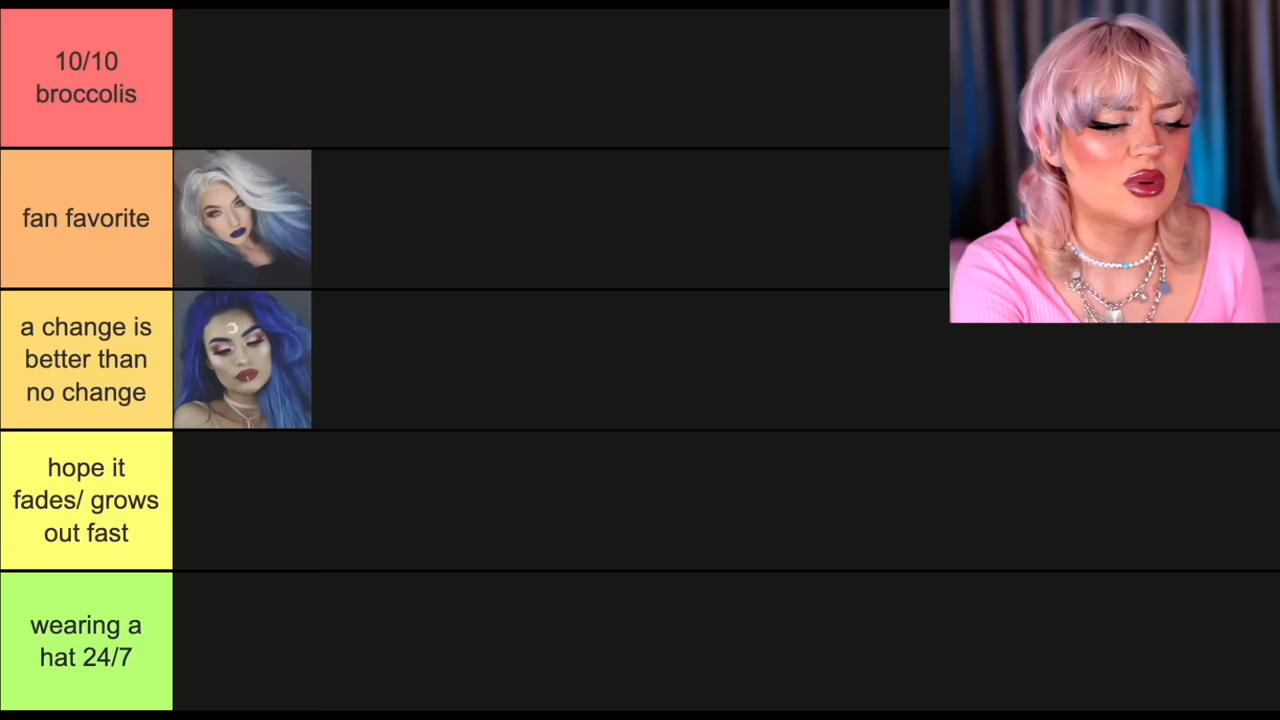 10/10
broccolis
fan favorite
a change is
better than
no change
hope it
fades/ grows
out fast
wearing a
hat 24/7